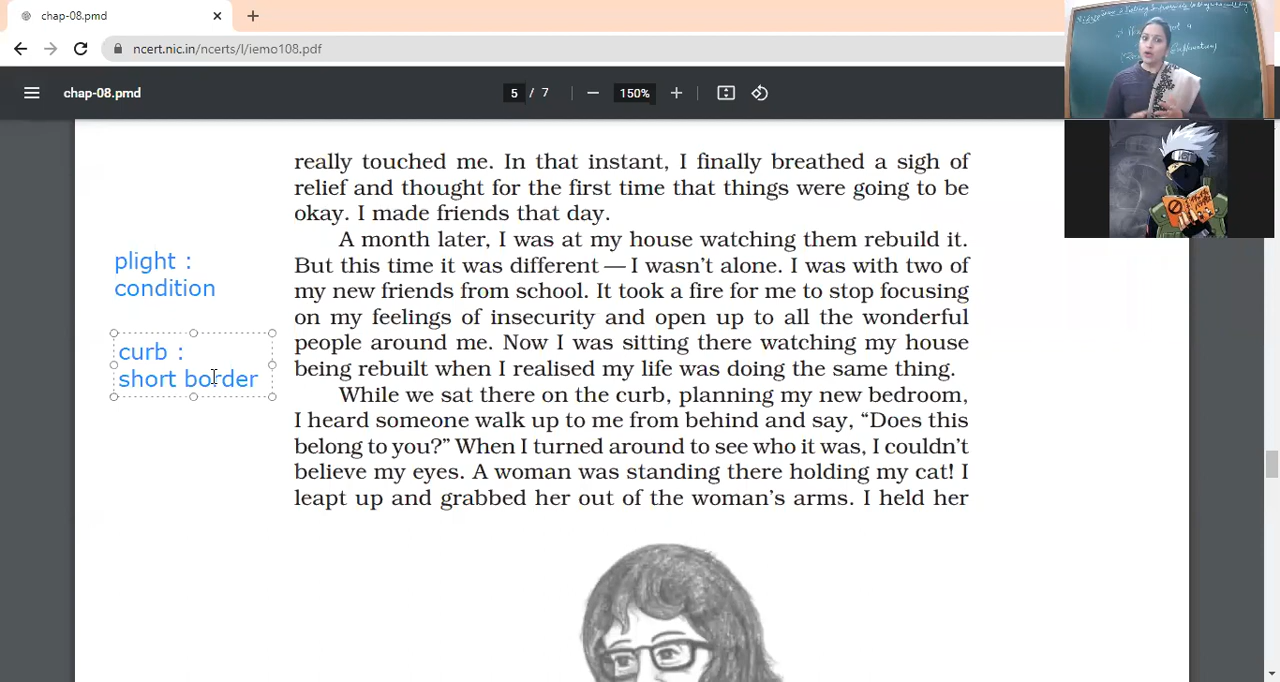 chap-08.pmd
ncert.nic.in/ncerts/l/iemo108.pdf
chap-08.pmd
5 / 7
150%
really touched me. In that instant, I finally breathed a sigh of
relief and thought for the first time that things were going to be
okay. I made friends that day.
A month later, I was at my house watching them rebuild it.
But this time it was different — I wasn’t alone. I was with two of
my new friends from school. It took a fire for me to stop focusing
on my feelings of insecurity and open up to all the wonderful
people around me. Now I was sitting there watching my house
being rebuilt when I realised my life was doing the same thing.
While we sat there on the curb, planning my new bedroom,
I heard someone walk up to me from behind and say, “Does this
belong to you?” When I turned around to see who it was, I couldn’t
believe my eyes. A woman was standing there holding my cat! I
leapt up and grabbed her out of the woman’s arms. I held her
plight :
condition
curb :
short border